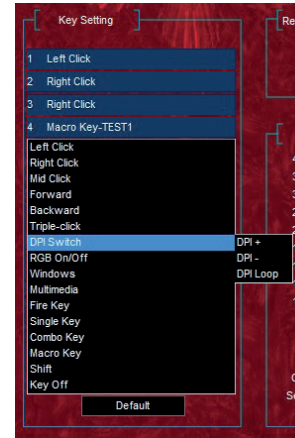 Key Setting
Re
1 Left Click
2 Right Click
3 Right Click
4 Macro Key-TEST1
Left Click
Right Click
Mid Click
Forward
Backward
Triple-click
DPI Switch
DPI +
RGB On/Off
DPI -
Windows
DPI Loop
Multimedia
Fire Key
Single Key
Combo Key
Macro Key
Shift
Key Off
Default